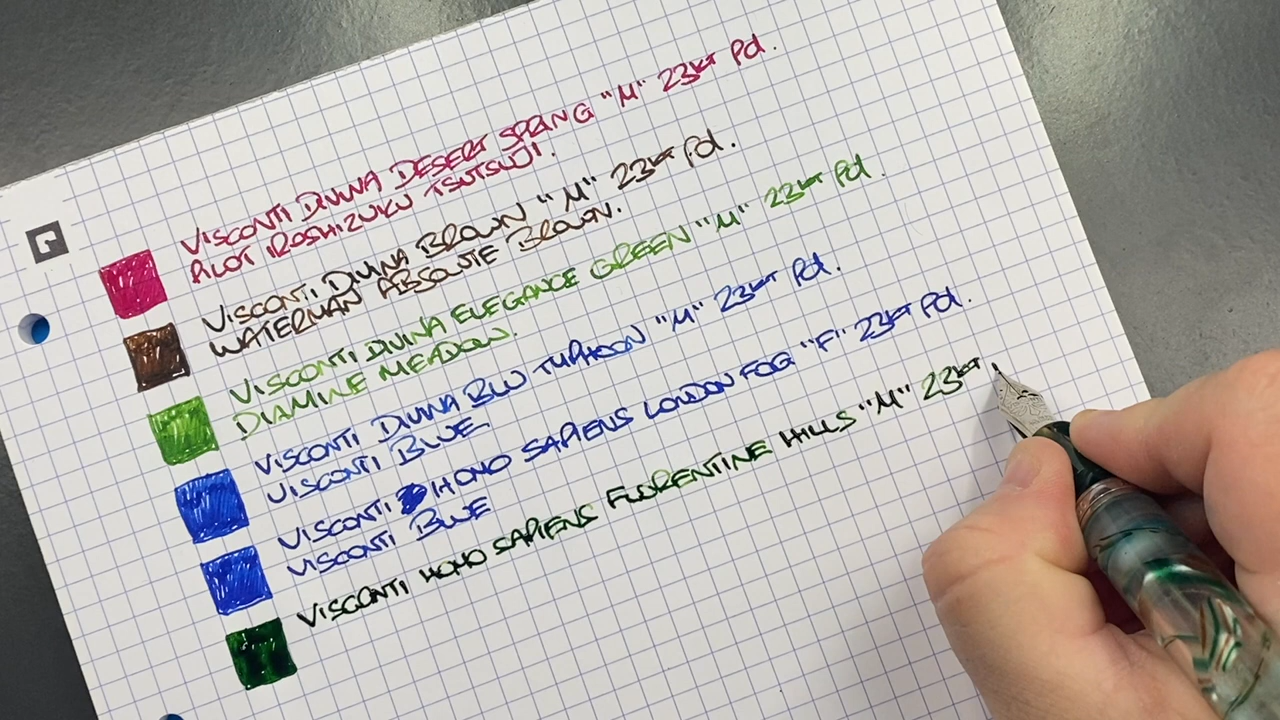 VISCONTI DIVINA DESERT SPRING "M" 23KT Pd.
PILOT IROSHIZUKU TSUTSUJI.
VISCONTI DIVINA BROWN "M" 23KT Pd.
WATERMAN ABSOLUTE BROWN.
VISCONTI DIVINA ELEGANCE GREEN "M" 23KT Pd.
DIAMINE MEADOW.
VISCONTI DIVINA BLU TYPHOON "M" 23KT Pd.
VISCONTI BLUE
VISCONTI HOMO SAPIENS LONDON FOG "F" 23KT Pd.
VISCONTI BLUE
VISCONTI HOMO SAPIENS FLORENTINE HILLS "M" 23KT